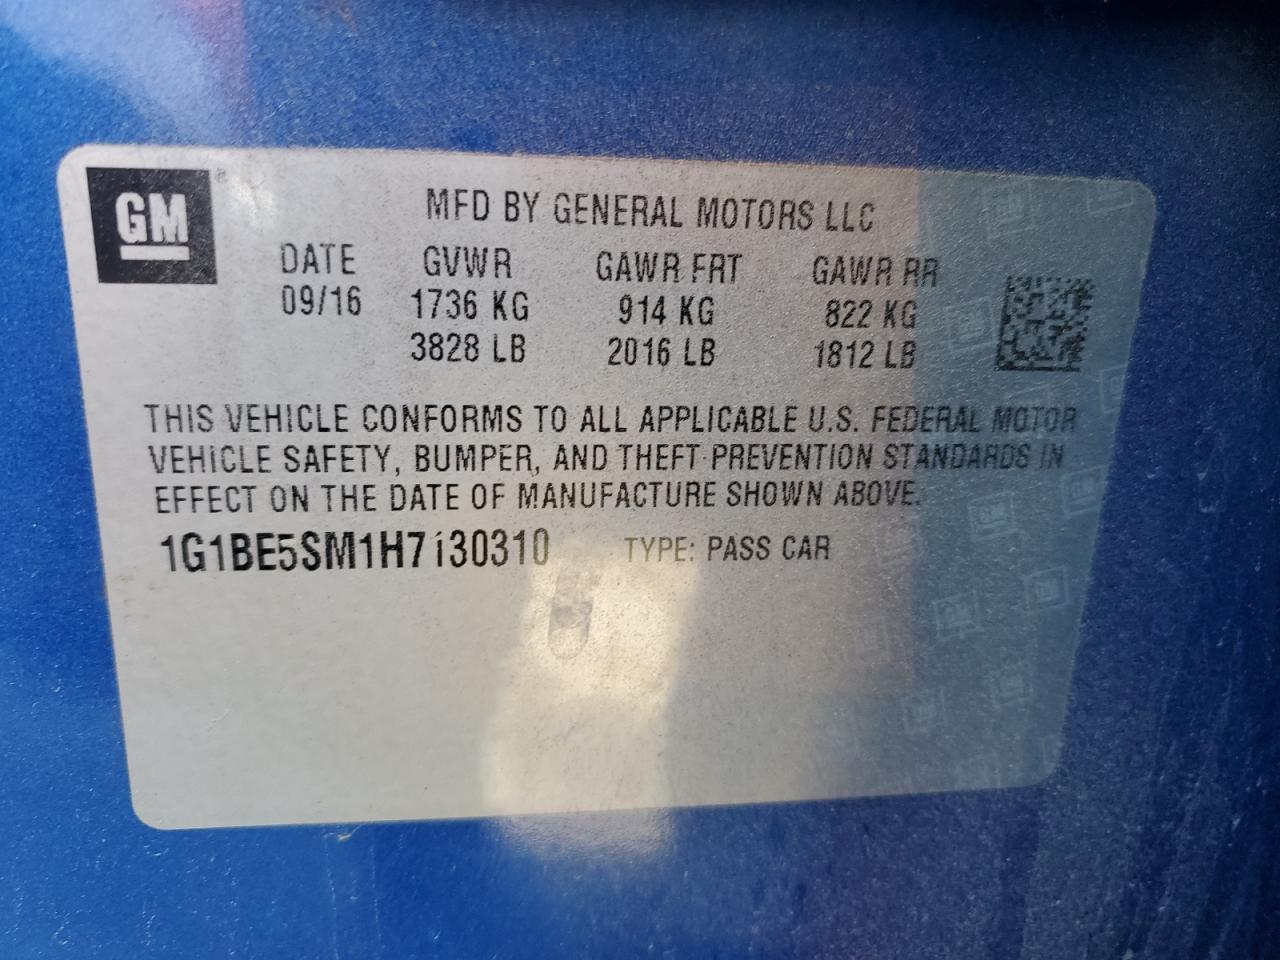 GM®
MFD BY GENERAL MOTORS LLC
DATE GVWR GAWR FRT GAWR RR
09/16 1736 KG 914 KG 822 KG
3828 LB 2016 LB 1812 LB
THIS VEHICLE CONFORMS TO ALL APPLICABLE U.S. FEDERAL MOTOR
VEHICLE SAFETY, BUMPER, AND THEFT PREVENTION STANDARDS IN
EFFECT ON THE DATE OF MANUFACTURE SHOWN ABOVE.
1G1BE5SM1H7130310 TYPE: PASS CAR